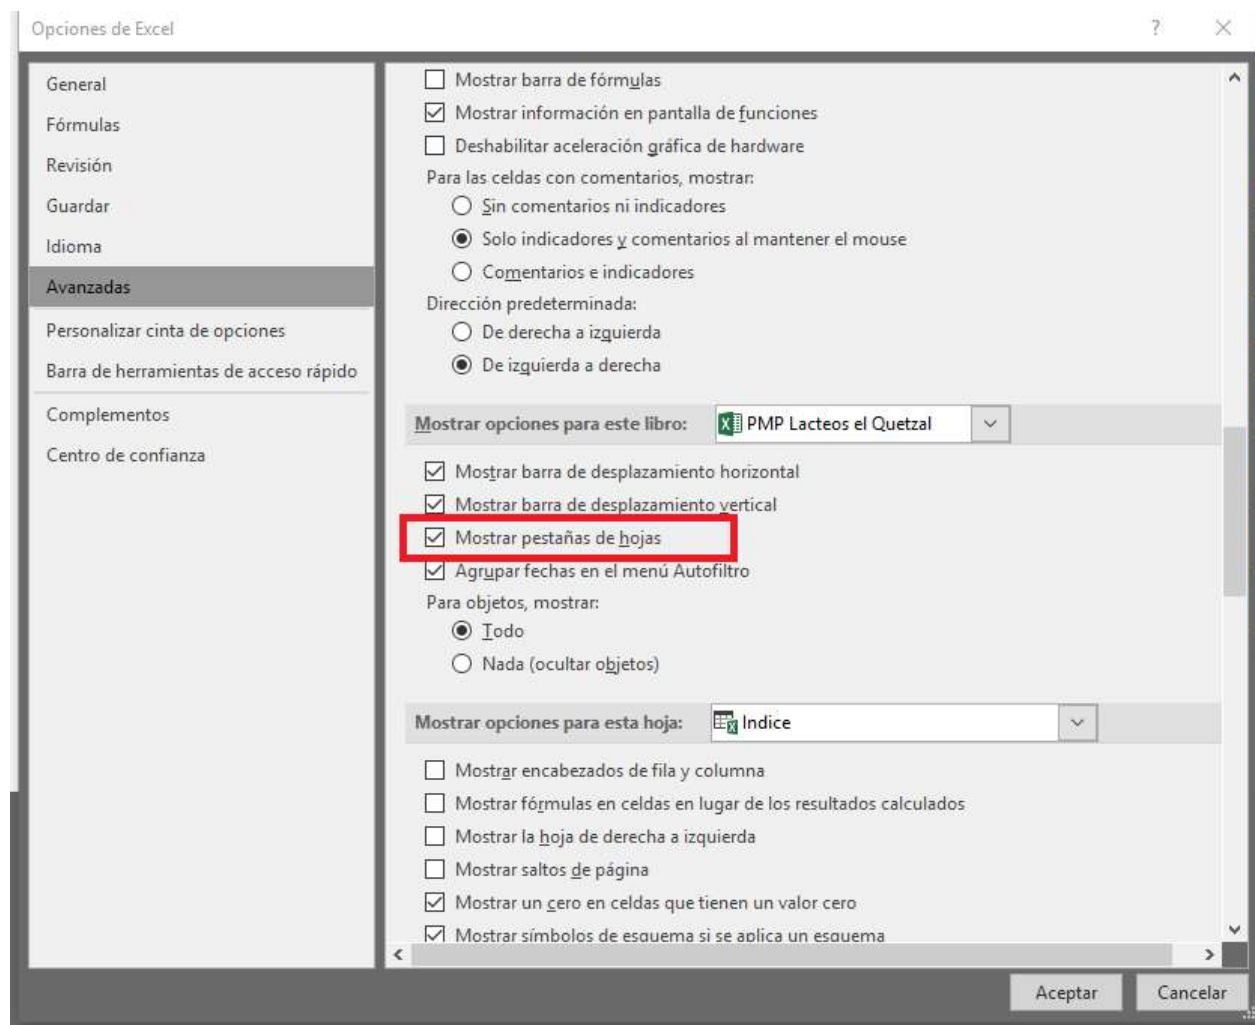 Opciones de Excel
?
General
Fórmulas
Revisión
Guardar
Idioma
Avanzadas
Personalizar cinta de opciones
Barra de herramientas de acceso rápido
Complementos
Centro de confianza
Mostrar barra de fórmulas
Mostrar información en pantalla de funciones
Deshabilitar aceleración gráfica de hardware
Para las celdas con comentarios, mostrar:
Sin comentarios ni indicadores
Solo indicadores y comentarios al mantener el mouse
Comentarios e indicadores
Dirección predeterminada:
De derecha a izquierda
De izquierda a derecha
Mostrar opciones para este libro: PMP Lacteos el Quetzal
Mostrar barra de desplazamiento horizontal
Mostrar barra de desplazamiento vertical
Mostrar pestañas de hojas
Agrupar fechas en el menú Autofiltro
Para objetos, mostrar:
Todo
Nada (ocultar objetos)
Mostrar opciones para esta hoja: Indice
Mostrar encabezados de fila y columna
Mostrar fórmulas en celdas en lugar de los resultados calculados
Mostrar la hoja de derecha a izquierda
Mostrar saltos de página
Mostrar un cero en celdas que tienen un valor cero
Mostrar símbolos de esquema si se aplica un esquema
Aceptar Cancelar